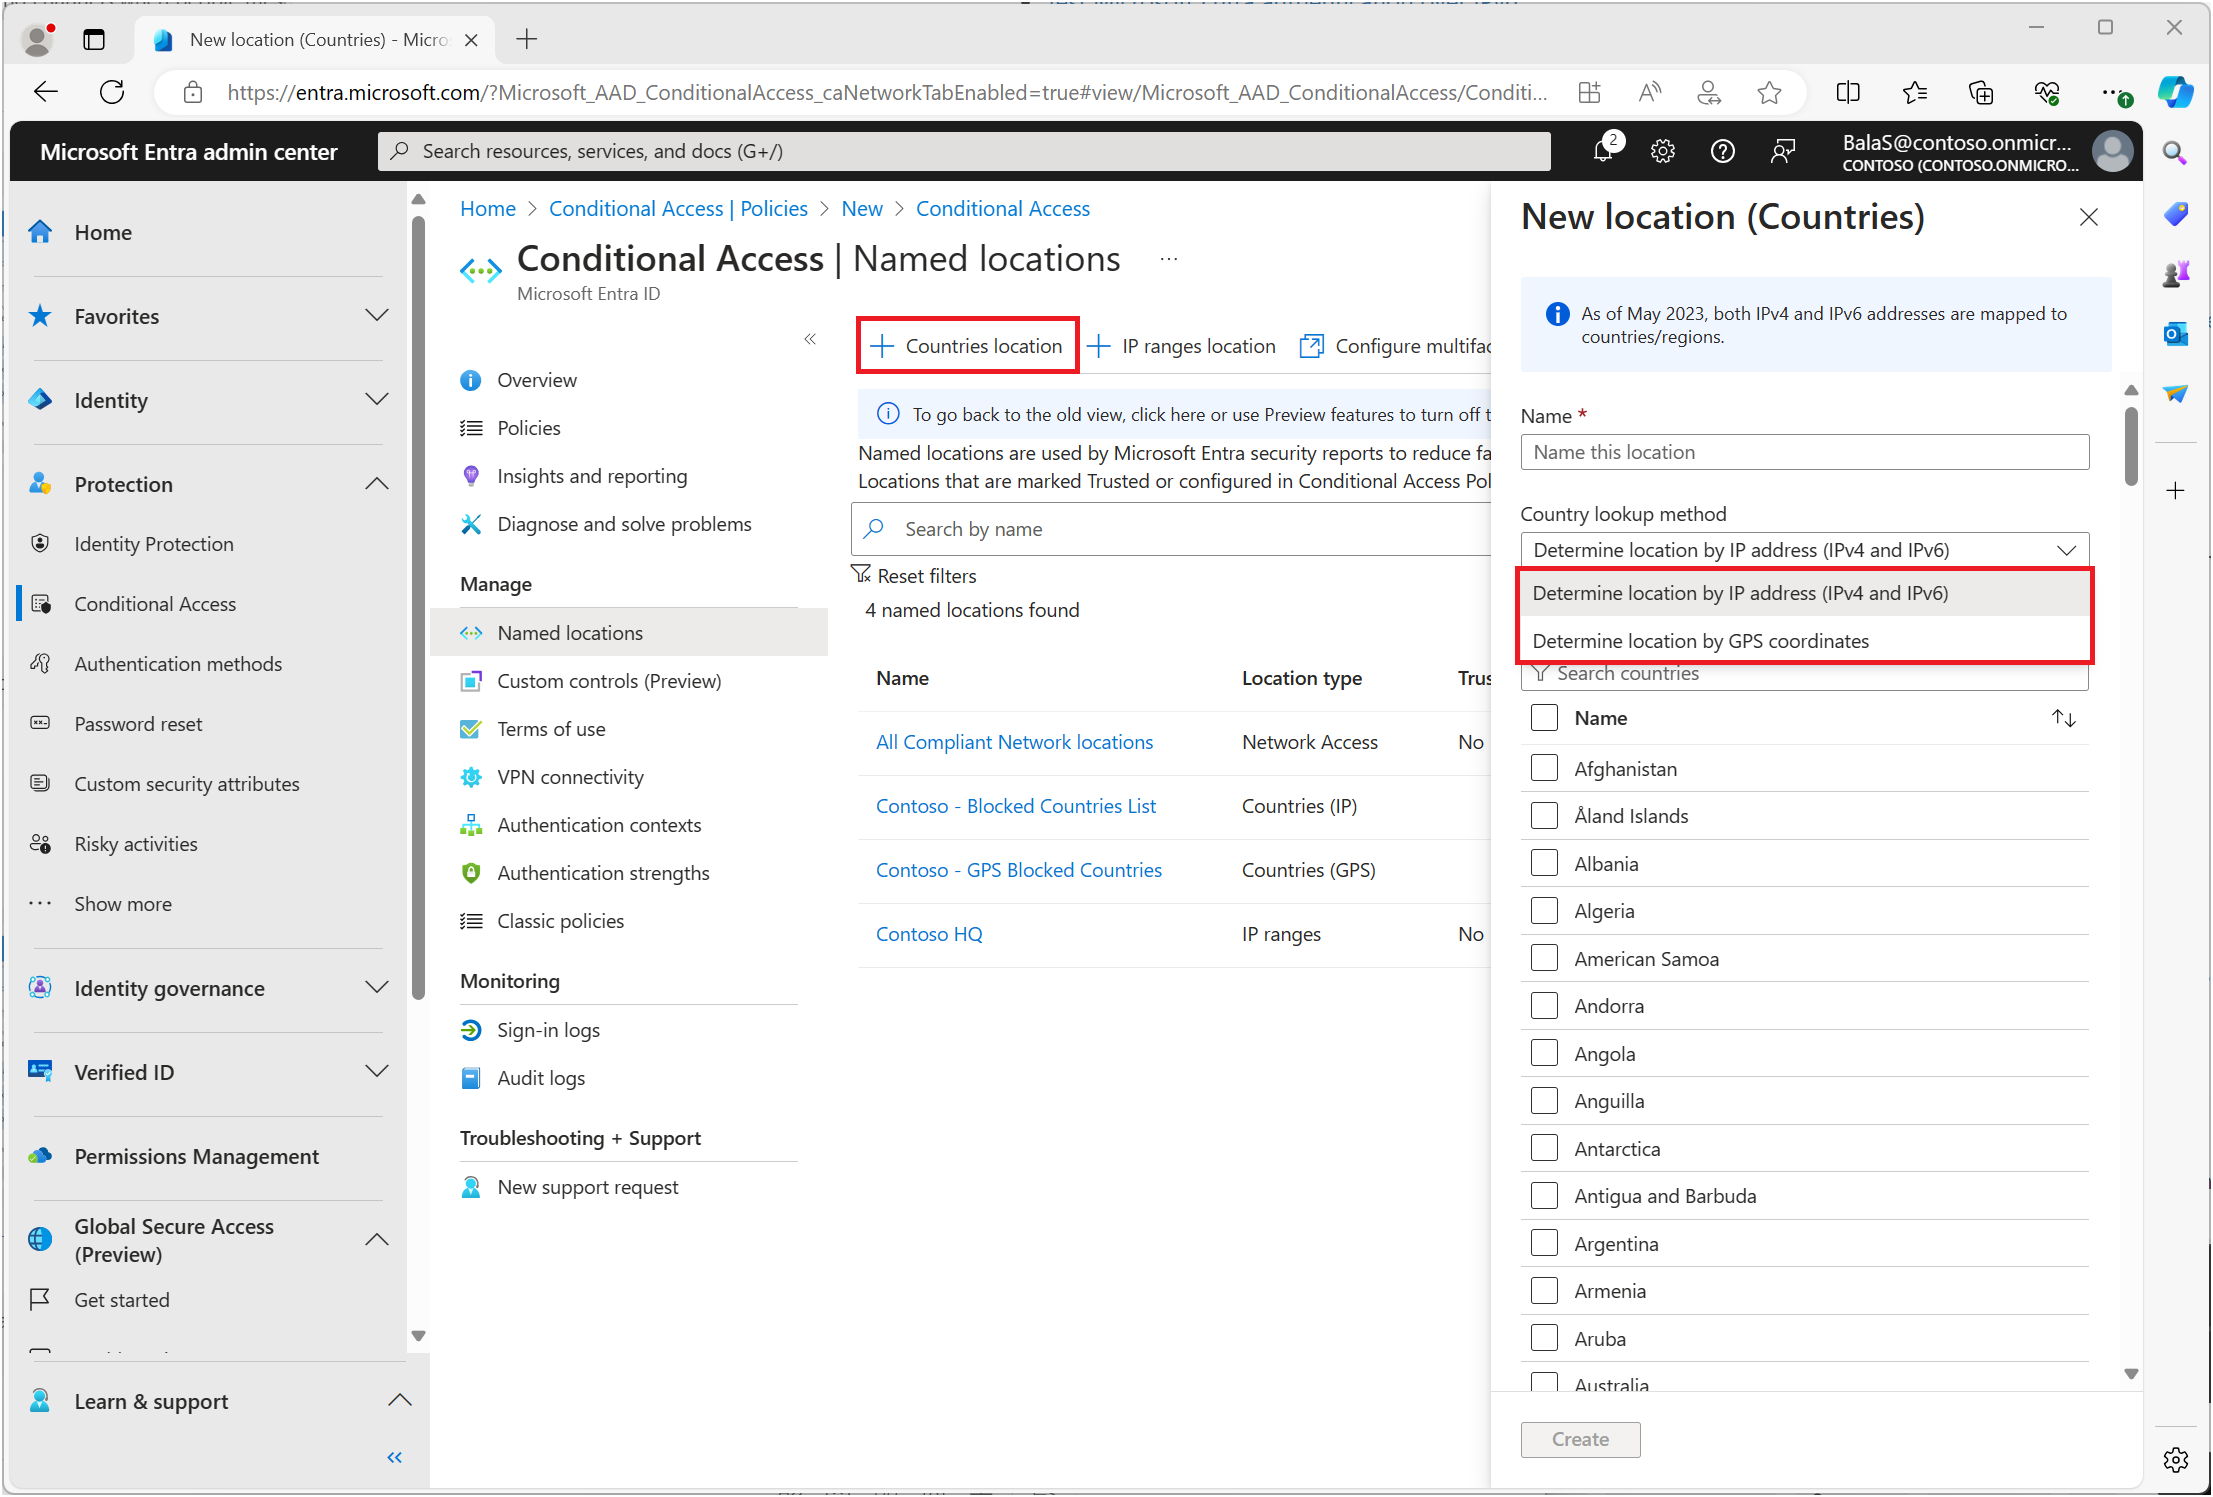 New location (Countries) - Micro
https://entra.microsoft.com/?Microsoft_AAD_ConditionalAccess_caNetworkTabEnabled=true#view/Microsoft_AAD_ConditionalAccess/Conditi...
Microsoft Entra admin center
Search resources, services, and docs (G+/)
2
BalaS@contoso.onmicr...
CONTOSO (CONTOSO.ONMICRO...
Home
Favorites
Identity
Protection
Identity Protection
Conditional Access
Authentication methods
Password reset
Custom security attributes
Risky activities
Show more
Identity governance
Verified ID
Permissions Management
Global Secure Access
(Preview)
Get started
Learn & support
Home > Conditional Access | Policies > New > Conditional Access
Conditional Access | Named locations
Microsoft Entra ID
Overview
Policies
Insights and reporting
Diagnose and solve problems
Manage
Named locations
Custom controls (Preview)
Terms of use
VPN connectivity
Authentication contexts
Authentication strengths
Classic policies
Monitoring
Sign-in logs
Audit logs
Troubleshooting + Support
New support request
Countries location
IP ranges location
Configure multifac
To go back to the old view, click here or use Preview features to turn off t
Named locations are used by Microsoft Entra security reports to reduce fa
Locations that are marked Trusted or configured in Conditional Access Pol
Search by name
Reset filters
4 named locations found
Name Location type Trus
All Compliant Network locations Network Access No
Contoso - Blocked Countries List Countries (IP)
Contoso - GPS Blocked Countries Countries (GPS)
Contoso HQ IP ranges No
New location (Countries)
As of May 2023, both IPv4 and IPv6 addresses are mapped to
countries/regions.
Name *
Name this location
Country lookup method
Determine location by IP address (IPv4 and IPv6)
Determine location by IP address (IPv4 and IPv6)
Determine location by GPS coordinates
Search countries
Name
Afghanistan
Åland Islands
Albania
Algeria
American Samoa
Andorra
Angola
Anguilla
Antarctica
Antigua and Barbuda
Argentina
Armenia
Aruba
Australia
Create